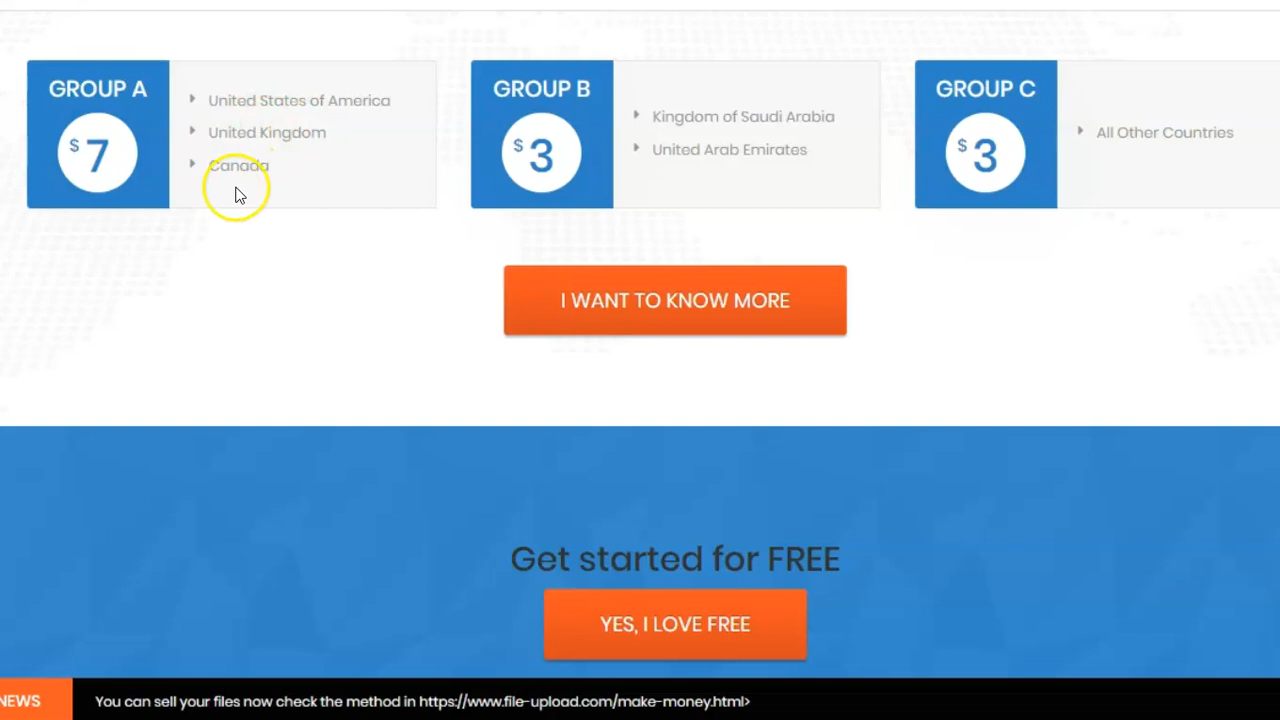 GROUP A
$ 7
United States of America
United Kingdom
Canada
GROUP B
$ 3
Kingdom of Saudi Arabia
United Arab Emirates
GROUP C
$ 3
All Other Countries
I WANT TO KNOW MORE
Get started for FREE
YES, I LOVE FREE
NEWS
You can sell your files now check the method in https://www.file-upload.com/make-money.html>